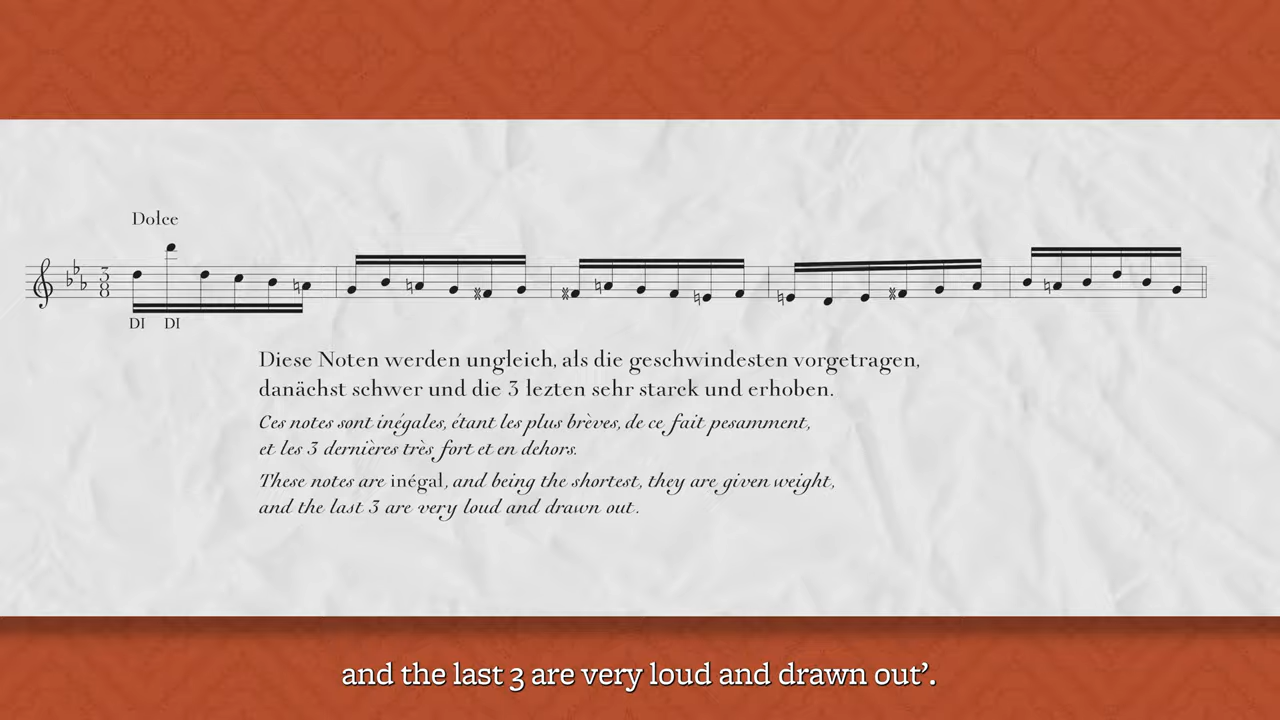 Dolce
3
8
DI DI
Diese Noten werden ungleich, als die geschwindesten vorgetragen,
danächst schwer und die 3 lezten sehr starck und erhoben.
Ces notes sont inégales, étant les plus brèves, de ce fait pesamment,
et les 3 dernières très fort et en dehors.
These notes are inégal, and being the shortest, they are given weight,
and the last 3 are very loud and drawn out.
and the last 3 are very loud and drawn out’.